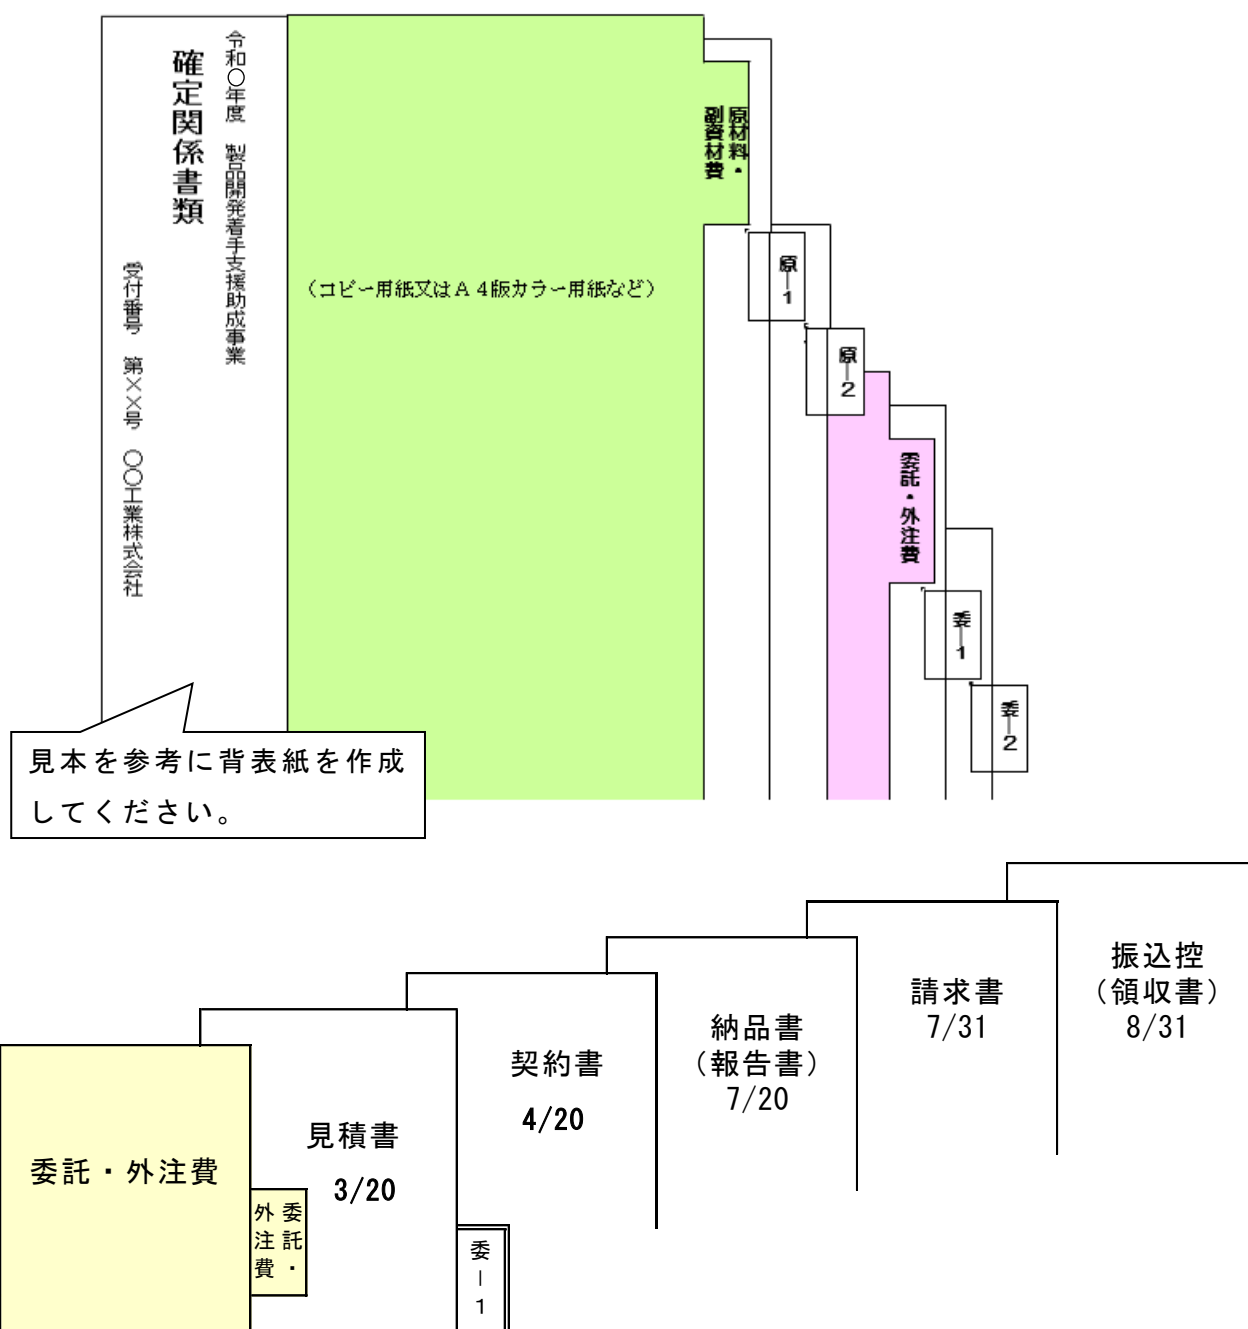 令和○年度　製品開発着手支援助成事業
確定関係書類
受付番号　第××号　○○工業株式会社
（コピー用紙又はＡ４版カラー用紙など）
原材料・
副資材費
原ー1
原ー2
委託・外注費
委ー1
委ー2
見本を参考に背表紙を作成
してください。
委託・外注費
委託・
外注費
見積書
3/20
委ー1
契約書
4/20
納品書
（報告書）
7/20
請求書
7/31
振込控
（領収書）
8/31